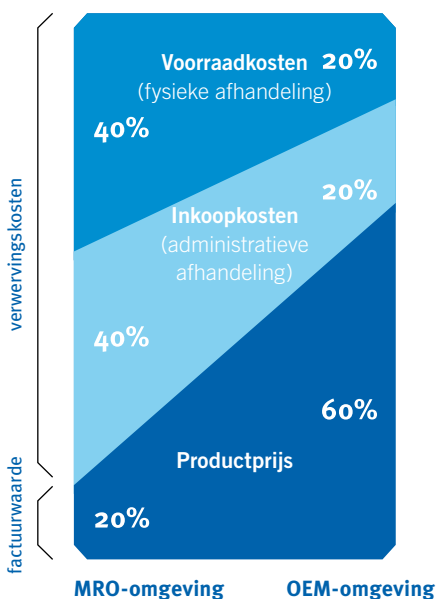 Voorraadkosten 20%
(fysieke afhandeling)
40%
20%
Inkoopkosten
(administratieve
afhandeling)
40%
60%
Productprijs
20%
verwervingskosten
factuurwaarde
MRO-omgeving OEM-omgeving